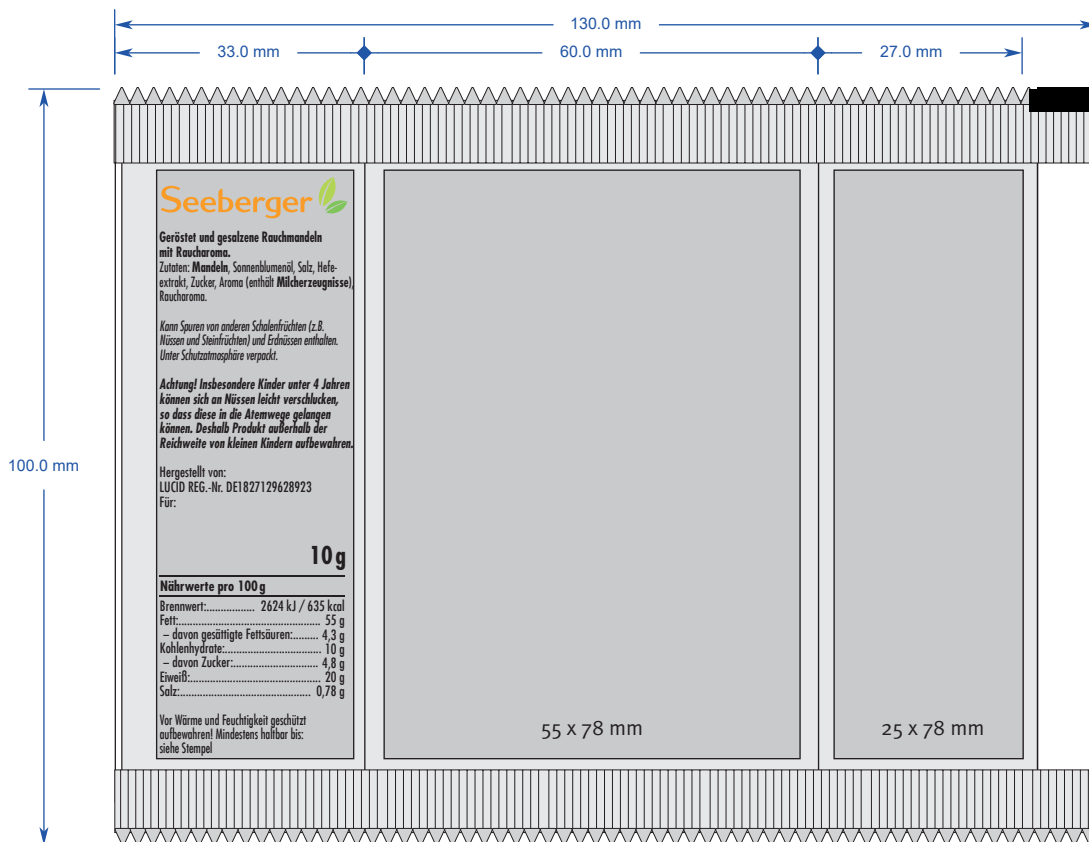 130.0 mm
33.0 mm
60.0 mm
27.0 mm
100.0 mm
Seeberger
Geröstet und gesalzene Rauchmandeln
mit Raucharoma.
Zutaten: Mandeln, Sonnenblumenöl, Salz, Hefe-
extrakt, Zucker, Aroma (enthält Milcherzeugnisse),
Raucharoma.
Kann Spuren von anderen Schalenfrüchten (z.B.
Nüssen und Steinfrüchten) und Erdnüssen enthalten.
Unter Schutzatmosphäre verpackt.
Achtung! Insbesondere Kinder unter 4 Jahren
können sich an Nüssen leicht verschlucken,
so dass diese in die Atemwege gelangen
können. Deshalb Produkt außerhalb der
Reichweite von kleinen Kindern aufbewahren.
Hergestellt von:
LUCID REG.-Nr. DE1827129628923
Für:
10 g
Nährwerte pro 100 g
Brennwert:................. 2624 kJ / 635 kcal
Fett:................................................ 55 g
– davon gesättigte Fettsäuren:......... 4,3 g
Kohlenhydrate:................................. 10 g
– davon Zucker:............................. 4,8 g
Eiweiß:............................................. 20 g
Salz:............................................. 0,78 g
Vor Wärme und Feuchtigkeit geschützt
aufbewahren! Mindestens haltbar bis:
siehe Stempel
55 x 78 mm
25 x 78 mm